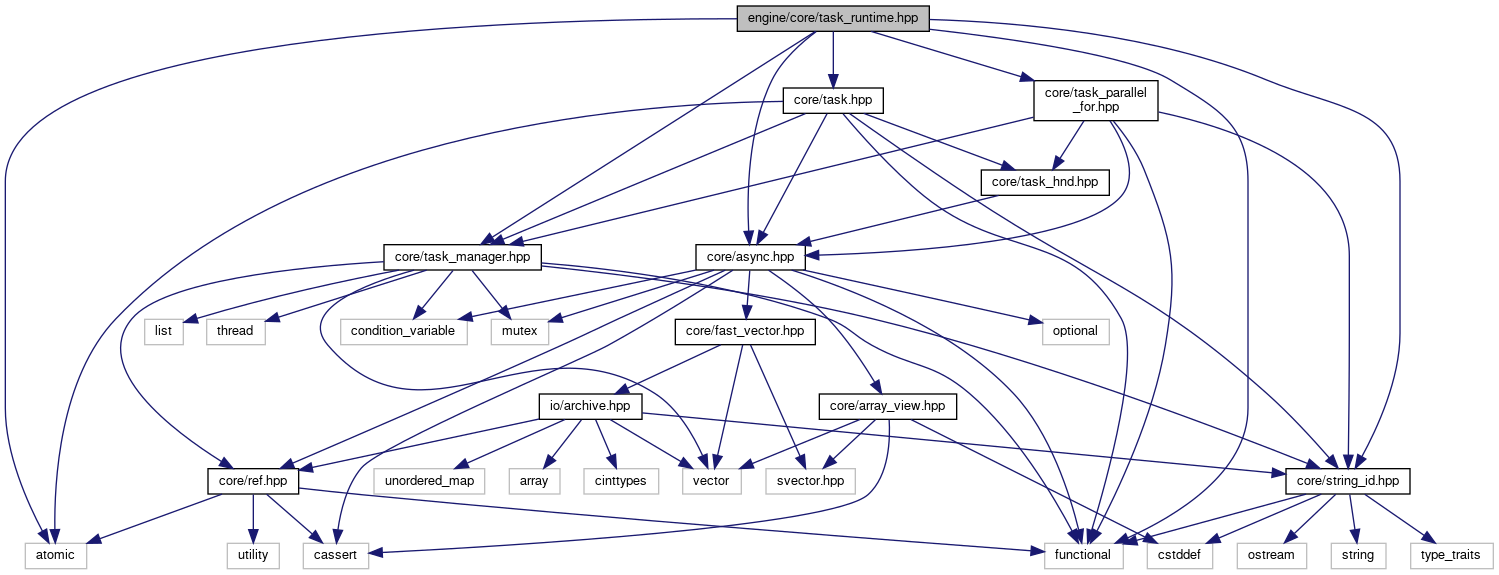 engine/core/task_runtime.hpp
core/task.hpp
core/task_parallel
_for.hpp
core/task_hnd.hpp
core/task_manager.hpp
core/async.hpp
list
thread
condition_variable
mutex
core/fast_vector.hpp
optional
io/archive.hpp
core/array_view.hpp
core/ref.hpp
unordered_map
array
cinttypes
vector
svector.hpp
core/string_id.hpp
atomic
utility
cassert
functional
cstddef
ostream
string
type_traits